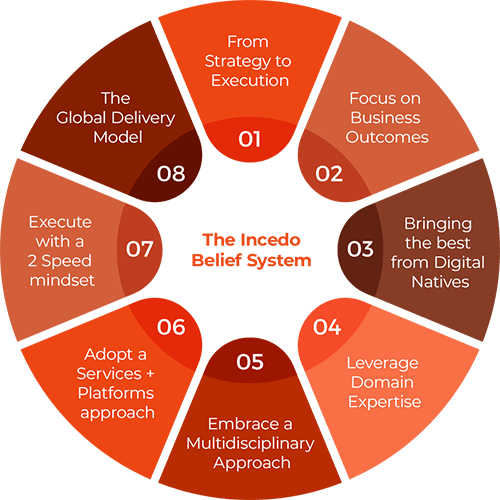 The Incedo
Belief System
From
Strategy to
Execution
01
Focus on
Business
Outcomes
02
Bringing
the best
from Digital
Natives
03
Leverage
Domain
Expertise
04
Embrace a
Multidisciplinary
Approach
05
Adopt a
Services +
Platforms
approach
06
Execute
with a
2 Speed
mindset
07
The
Global Delivery
Model
08